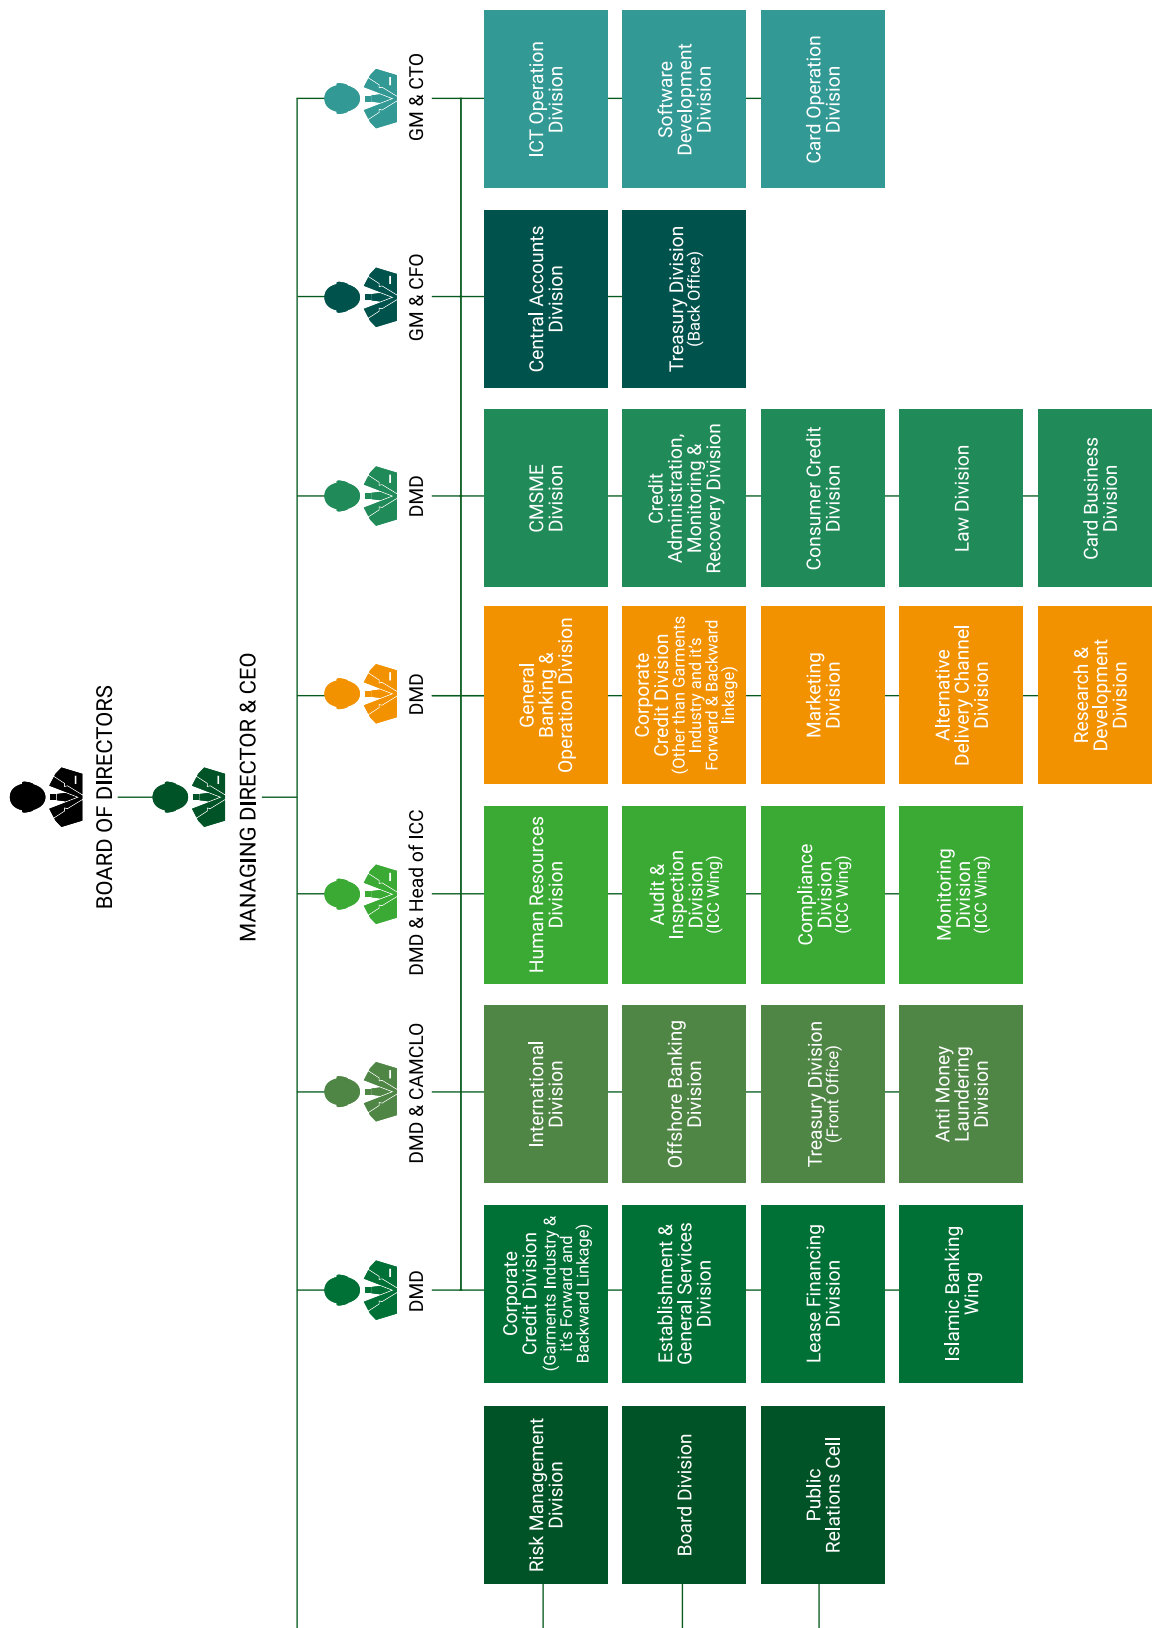 BOARD OF DIRECTORS
MANAGING DIRECTOR & CEO
DMD
DMD & CAMCLO
DMD & Head of ICC
DMD
DMD
GM & CFO
GM & CTO
Risk Management
Division
Board Division
Public
Relations Cell
Corporate
Credit Division
(Garments Industry &
it's Forward and
Backward Linkage)
Establishment &
General Services
Division
Lease Financing
Division
Islamic Banking
Wing
International
Division
Offshore Banking
Division
Treasury Division
(Front Office)
Anti Money
Laundering
Division
Human Resources
Division
Audit &
Inspection
Division
(ICC Wing)
Compliance
Division
(ICC Wing)
Monitoring
Division
(ICC Wing)
General
Banking &
Operation Division
Corporate
Credit Division
(Other than Garments
Industry and it's
Forward & Backward
linkage)
Marketing
Division
Alternative
Delivery Channel
Division
Research &
Development
Division
CMSME
Division
Credit
Administration,
Monitoring &
Recovery Division
Consumer Credit
Division
Law Division
Card Business
Division
Central Accounts
Division
Treasury Division
(Back Office)
ICT Operation
Division
Software
Development
Division
Card Operation
Division